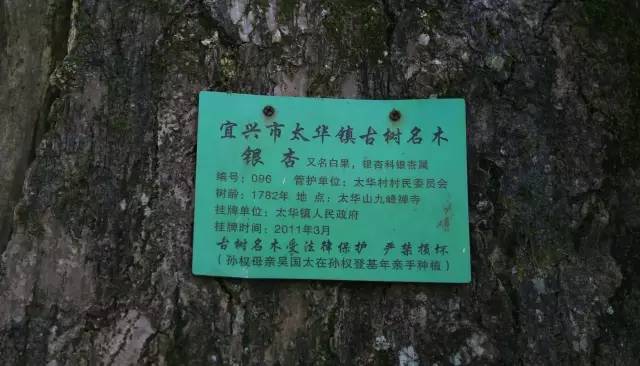 宜兴市太华镇古树名木
银杏 又名白果，银杏科银杏属
编号：096 管护单位：太华村村民委员会
树龄：1782年 地点：太华山九峰禅寺
挂牌单位：太华镇人民政府
挂牌时间：2011年3月
古树名木受法律保护 严禁损坏
（孙权母亲吴国太在孙权登基年亲手种植）